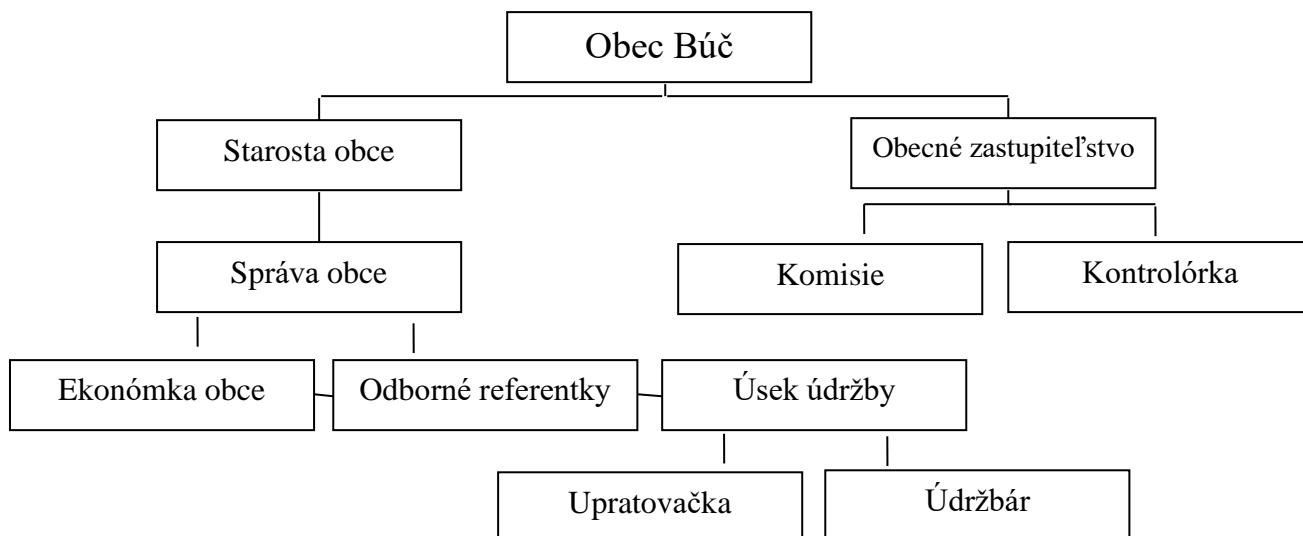 Obec Búč
Starosta obce
Obecné zastupiteľstvo
Správa obce
Komisie
Kontrolórka
Ekonómka obce
Odborné referentky
Úsek údržby
Upratovačka
Údržbár